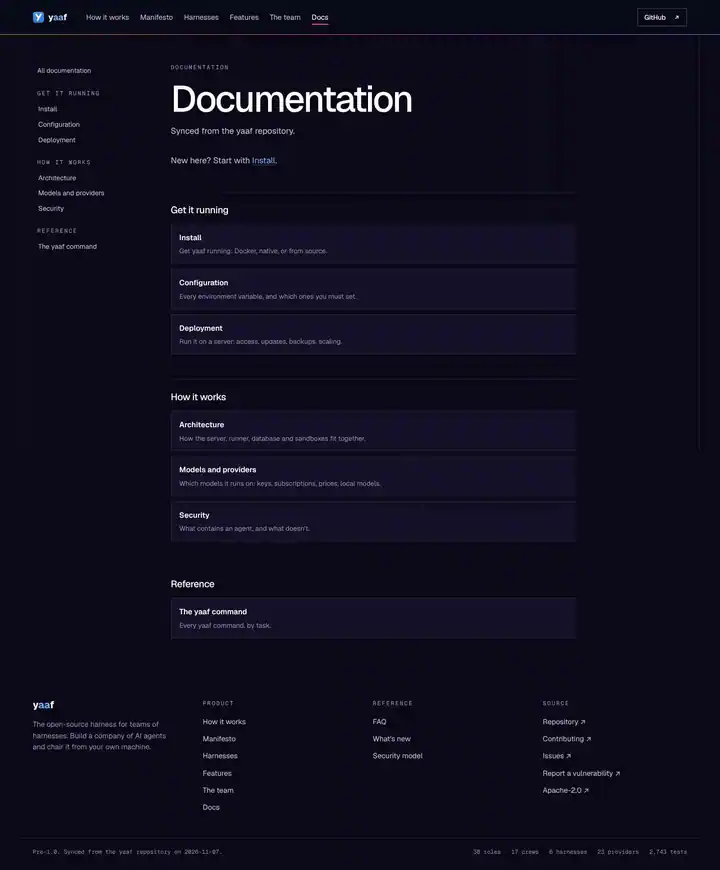 yaaf
How it works
Manifesto
Harnesses
Features
The team
Docs
GitHub ↗
All documentation
GET IT RUNNING
Install
Configuration
Deployment
HOW IT WORKS
Architecture
Models and providers
Security
REFERENCE
The yaaf command
DOCUMENTATION
Documentation
Synced from the yaaf repository.
New here? Start with Install.
Get it running
Install
Get yaaf running: Docker, native, or from source.
Configuration
Every environment variable, and which ones you must set.
Deployment
Run it on a server: access, updates, backups, scaling.
How it works
Architecture
How the server, runner, database and sandboxes fit together.
Models and providers
Which models it runs on: keys, subscriptions, prices, local models.
Security
What contains an agent, and what doesn't.
Reference
The yaaf command
Every yaaf command, by task.
yaaf
The open-source harness for teams of
harnesses. Build a company of AI agents
and chair it from your own machine.
PRODUCT
How it works
Manifesto
Harnesses
Features
The team
Docs
REFERENCE
FAQ
What's new
Security model
SOURCE
Repository ↗
Contributing ↗
Issues ↗
Report a vulnerability ↗
Apache-2.0 ↗
Pre-1.0. Synced from the yaaf repository on 2026-11-07.
38 roles 17 crews 6 harnesses 23 providers 2,743 tests